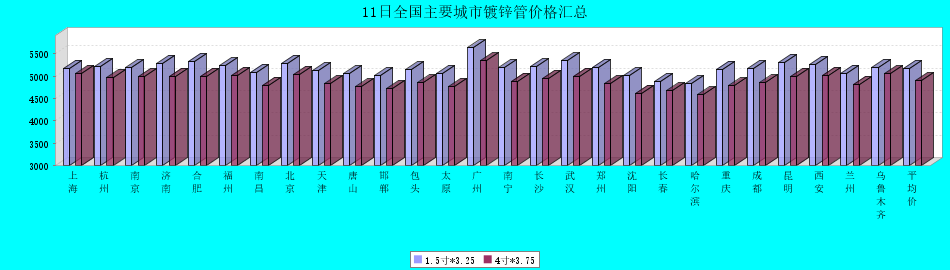 11日全国主要城市镀锌管价格汇总
5500
5000
4500
4000
3500
3000
上海
杭州
南京
济南
合肥
福州
南昌
北京
天津
唐山
邯郸
包头
太原
广州
南宁
长沙
武汉
郑州
沈阳
长春
哈尔滨
重庆
成都
昆明
西安
兰州
乌鲁木齐
平均价
1.5寸*3.25
4寸*3.75